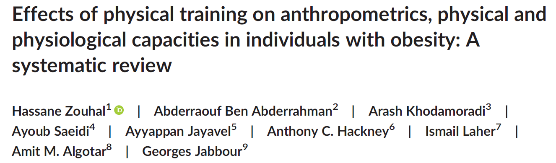 Effects of physical training on anthropometrics, physical and
physiological capacities in individuals with obesity: A
systematic review
Hassane Zouhal¹ | Abderraouf Ben Abderrahman² | Arash Khodamoradi³ |
Ayoub Saeidi⁴ | Ayyappan Jayavel⁵ | Anthony C. Hackney⁶ | Ismail Laher⁷ |
Amit M. Algotar⁸ | Georges Jabbour⁹